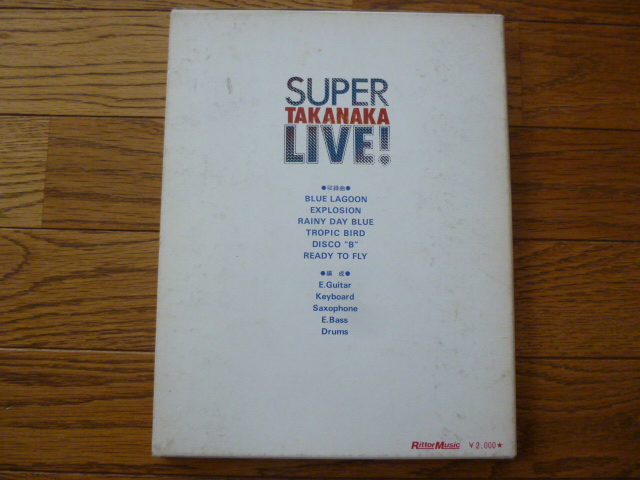 SUPER
TAKANAKA
LIVE!
●収録曲●
BLUE LAGOON
EXPLOSION
RAINY DAY BLUE
TROPIC BIRD
DISCO "B"
READY TO FLY
●編 成●
E.Guitar
Keyboard
Saxophone
E.Bass
Drums
RittorMusic ¥2,000★